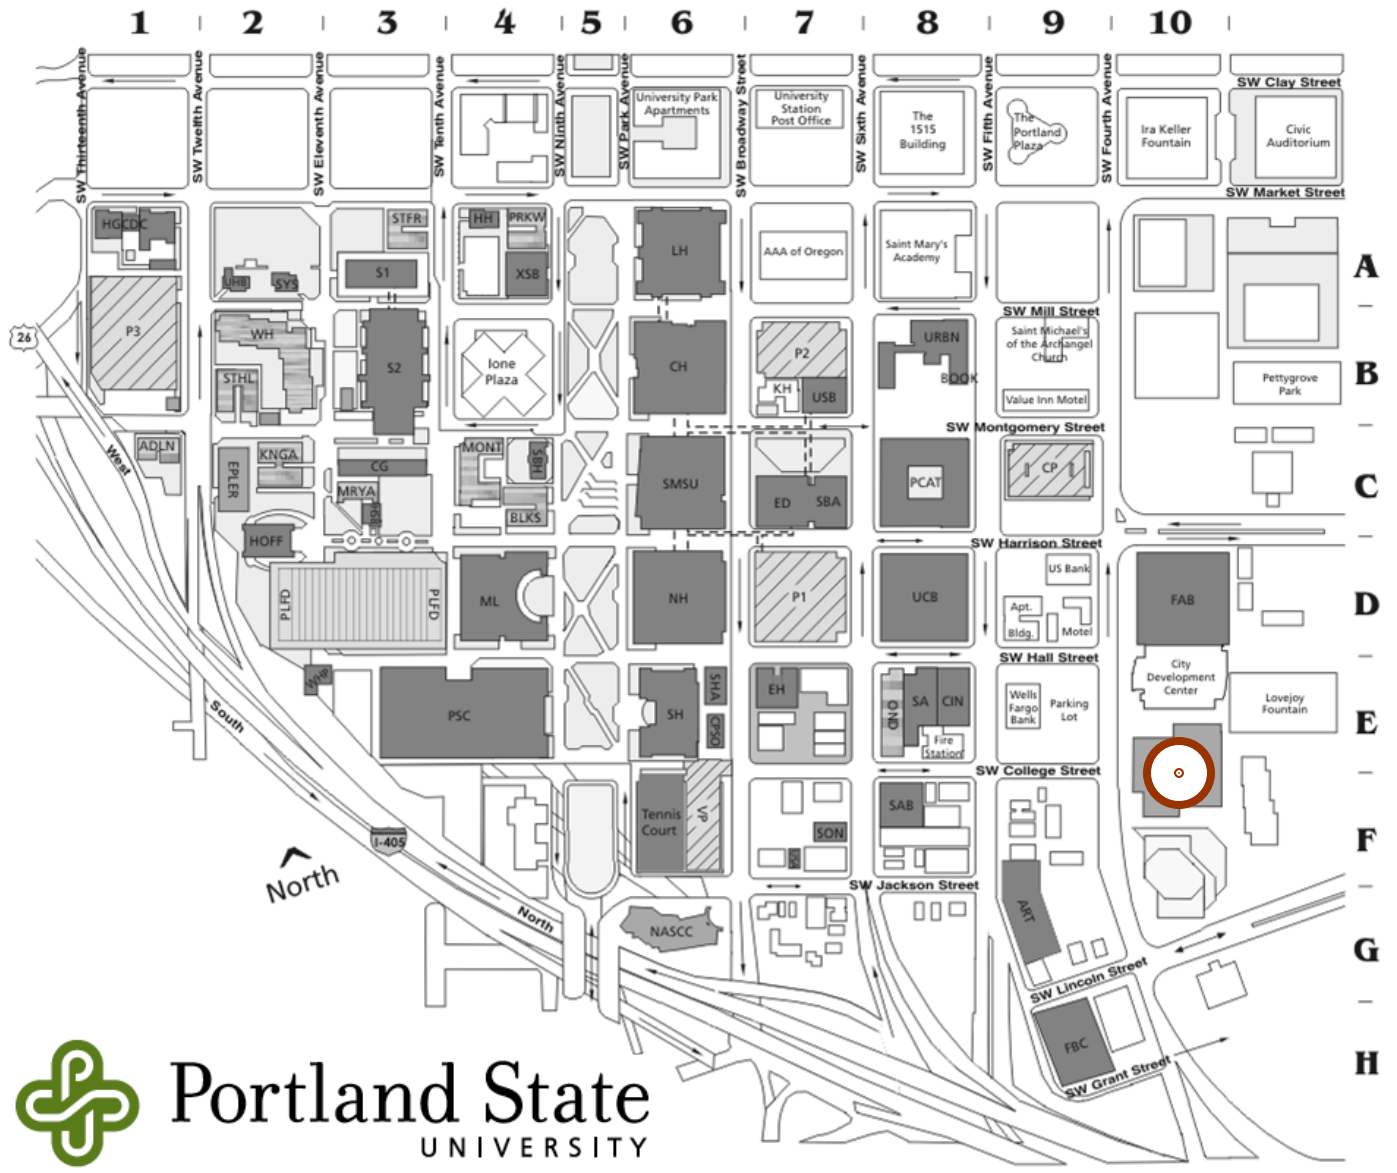 1 2 3 4 5 6 7 8 9 10
SW Thirteenth Avenue
SW Twelfth Avenue
SW Eleventh Avenue
SW Tenth Avenue
SW Ninth Avenue
SW Park Avenue
SW Broadway Street
SW Sixth Avenue
SW Fifth Avenue
SW Fourth Avenue
SW Clay Street
University Park
Apartments
University
Station
Post Office
The
1515
Building
The
Portland
Plaza
Ira Keller
Fountain
Civic
Auditorium
SW Market Street
HGCDC
STFR
HH
PRKW
LH
AAA of Oregon
Saint Mary's
Academy
UHB
SYS
S1
XSB
A
SW Mill Street
26
P3
WH
STHL
S2
Ione
Plaza
CH
P2
KH
USB
URBN
BOOK
Saint Michael's
of the Archangel
Church
Value Inn Motel
Pettygrove
Park
B
SW Montgomery Street
West
ADLN
EPLER
KNGA
CG
MRYA
MONT
SBH
BLKS
SMSU
ED
SBA
PCAT
CP
C
SW Harrison Street
HOFF
PLFD
PLFD
ML
NH
P1
UCB
US Bank
Apt.
Bldg.
Motel
FAB
D
SW Hall Street
WHP
PSC
SH
SHA
CPSO
EH
OND
SA
CIN
Fire
Station
Wells
Fargo
Bank
Parking
Lot
City
Development
Center
Lovejoy
Fountain
E
South
SW College Street
Tennis
Court
VP
SON
SAB
F
I-405
North
SW Jackson Street
North
NASCC
ART
G
SW Lincoln Street
FBC
H
SW Grant Street
Portland State
UNIVERSITY